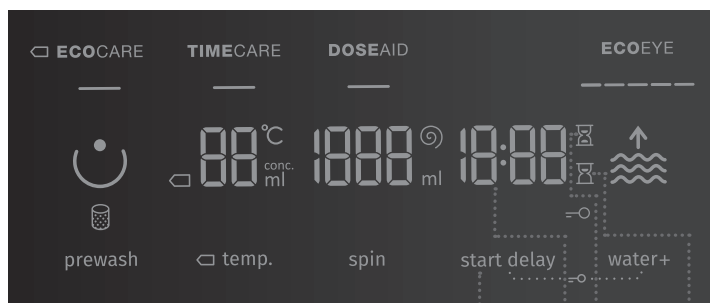 ECOCARE TIMECARE DOSEAID ECOEYE
88 °C 1888 18:88
conc.
ml ml
prewash temp. spin start delay water+